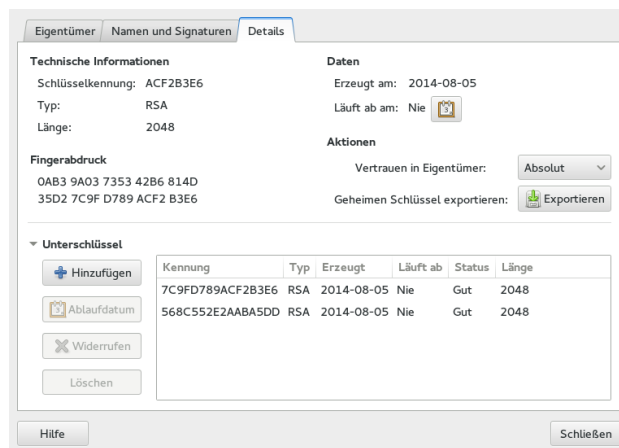 Eigentümer Namen und Signaturen Details
Technische Informationen
Schlüsselkennung: ACF2B3E6
Typ: RSA
Länge: 2048
Fingerabdruck
0AB3 9A03 7353 42B6 814D
35D2 7C9F D789 ACF2 B3E6
Daten
Erzeugt am: 2014-08-05
Läuft ab am: Nie
Aktionen
Vertrauen in Eigentümer: Absolut
Geheimen Schlüssel exportieren: Exportieren
Unterschlüssel
Hinzufügen
Ablaufdatum
Widerrufen
Löschen
Kennung Typ Erzeugt Läuft ab Status Länge
7C9FD789ACF2B3E6 RSA 2014-08-05 Nie Gut 2048
568C552E2AABA5DD RSA 2014-08-05 Nie Gut 2048
Hilfe Schließen